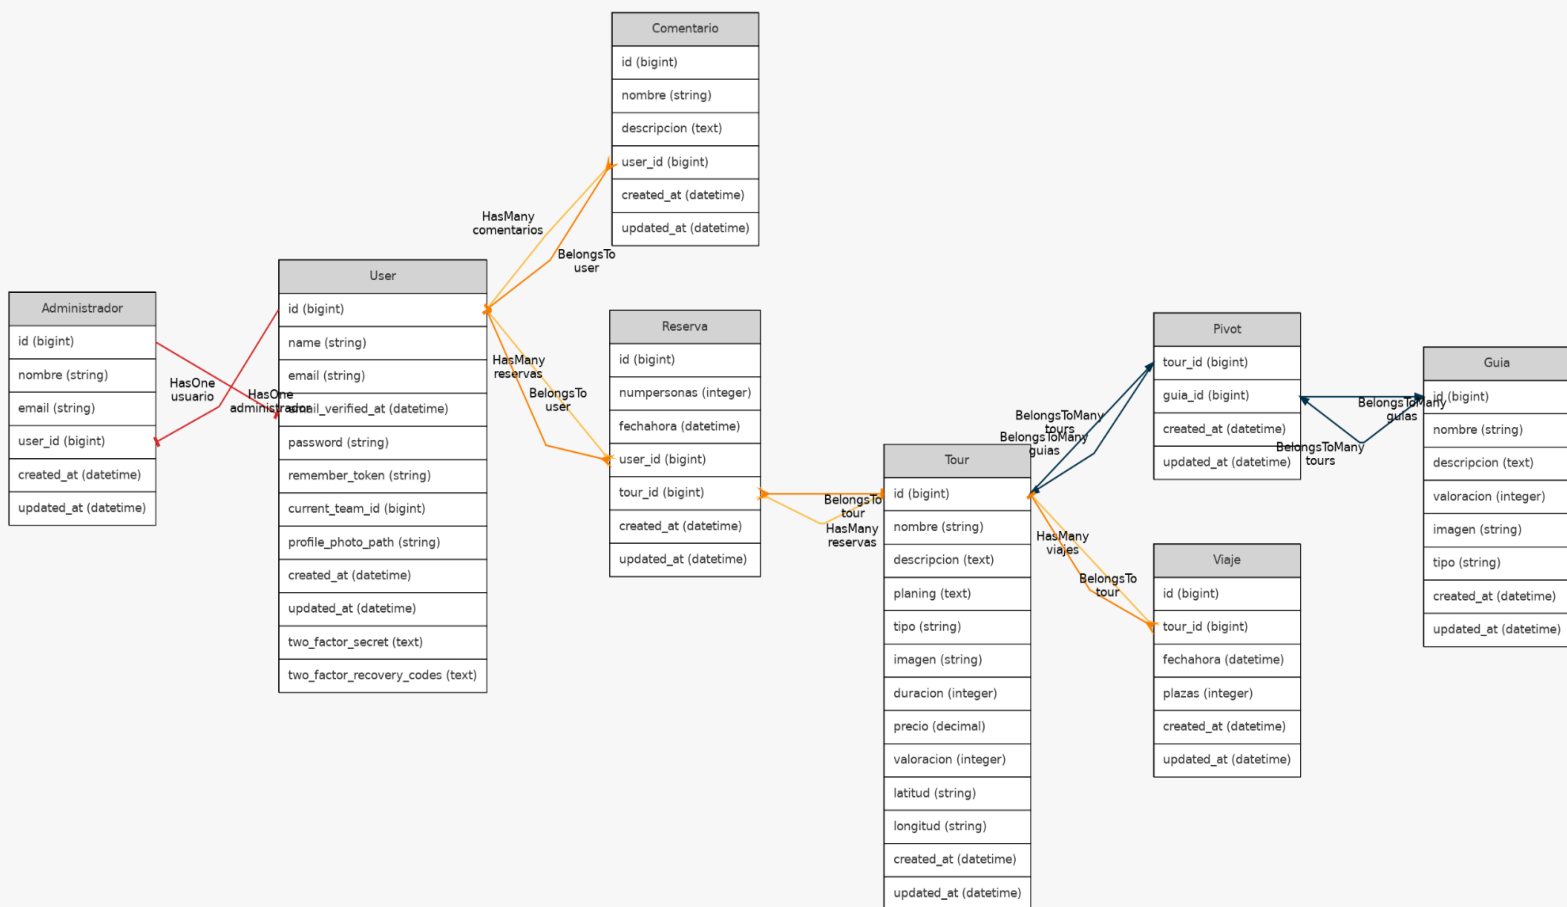 Comentario
id (bigint)
nombre (string)
descripcion (text)
user_id (bigint)
created_at (datetime)
updated_at (datetime)
HasMany
comentarios
BelongsTo
user
Administrador
id (bigint)
nombre (string)
email (string)
user_id (bigint)
created_at (datetime)
updated_at (datetime)
HasOne
usuario
HasOne
administrador
User
id (bigint)
name (string)
email (string)
email_verified_at (datetime)
password (string)
remember_token (string)
current_team_id (bigint)
profile_photo_path (string)
created_at (datetime)
updated_at (datetime)
two_factor_secret (text)
two_factor_recovery_codes (text)
HasMany
reservas
BelongsTo
user
Reserva
id (bigint)
numpersonas (integer)
fechahora (datetime)
user_id (bigint)
tour_id (bigint)
created_at (datetime)
updated_at (datetime)
BelongsTo
tour
HasMany
reservas
Tour
id (bigint)
nombre (string)
descripcion (text)
planing (text)
tipo (string)
imagen (string)
duracion (integer)
precio (decimal)
valoracion (integer)
latitud (string)
longitud (string)
created_at (datetime)
updated_at (datetime)
BelongsToMany
tours
BelongsToMany
guias
HasMany
viajes
BelongsTo
tour
Pivot
tour_id (bigint)
guia_id (bigint)
created_at (datetime)
updated_at (datetime)
BelongsToMany
guias
BelongsToMany
tours
Viaje
id (bigint)
tour_id (bigint)
fechahora (datetime)
plazas (integer)
created_at (datetime)
updated_at (datetime)
Guia
id (bigint)
nombre (string)
descripcion (text)
valoracion (integer)
imagen (string)
tipo (string)
created_at (datetime)
updated_at (datetime)